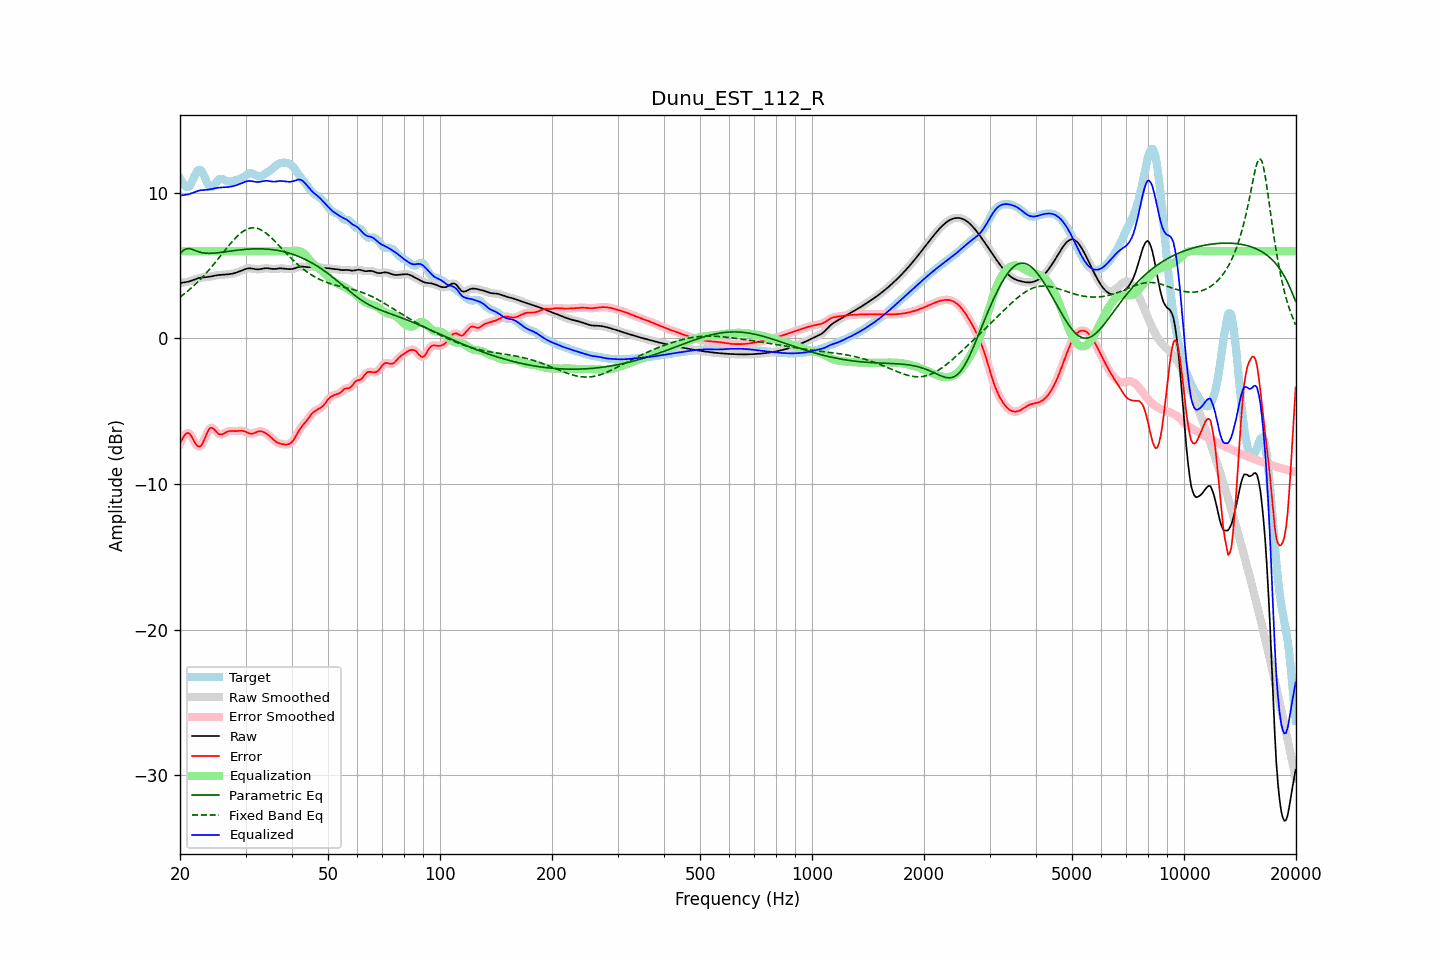 Dunu_EST_112_R
Amplitude (dBr)
10
0
−10
−20
−30
Target
Raw Smoothed
Error Smoothed
Raw
Error
Equalization
Parametric Eq
Fixed Band Eq
Equalized
20 50 100 200 500 1000 2000 5000 10000 20000
Frequency (Hz)